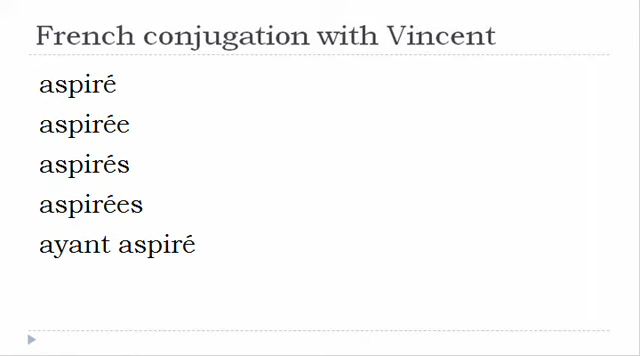 French conjugation with Vincent
aspiré
aspirée
aspirés
aspirées
ayant aspiré